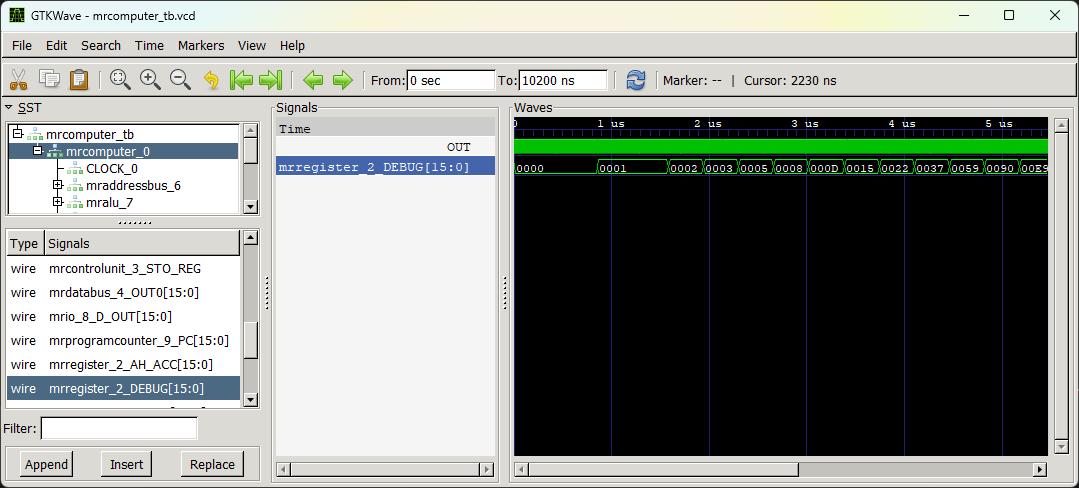 GTKWave - mrcomputer_tb.vcd
File Edit Search Time Markers View Help
From: 0 sec To: 10200 ns Marker: -- | Cursor: 2230 ns
SST
mrcomputer_tb
mrcomputer_0
CLOCK_0
mraddressbus_6
mralu_7
Type Signals
wire mrcontrolunit_3_STO_REG
wire mrdatabus_4_OUT0[15:0]
wire mrio_8_D_OUT[15:0]
wire mrprogramcounter_9_PC[15:0]
wire mrregister_2_AH_ACC[15:0]
wire mrregister_2_DEBUG[15:0]
Filter:
Append Insert Replace
Signals
Time
OUT
mrregister_2_DEBUG[15:0]
Waves
0 1 us 2 us 3 us 4 us 5 us
0000 0001 0002 0003 0005 0008 000D 0015 0022 0037 0059 0090 00E9